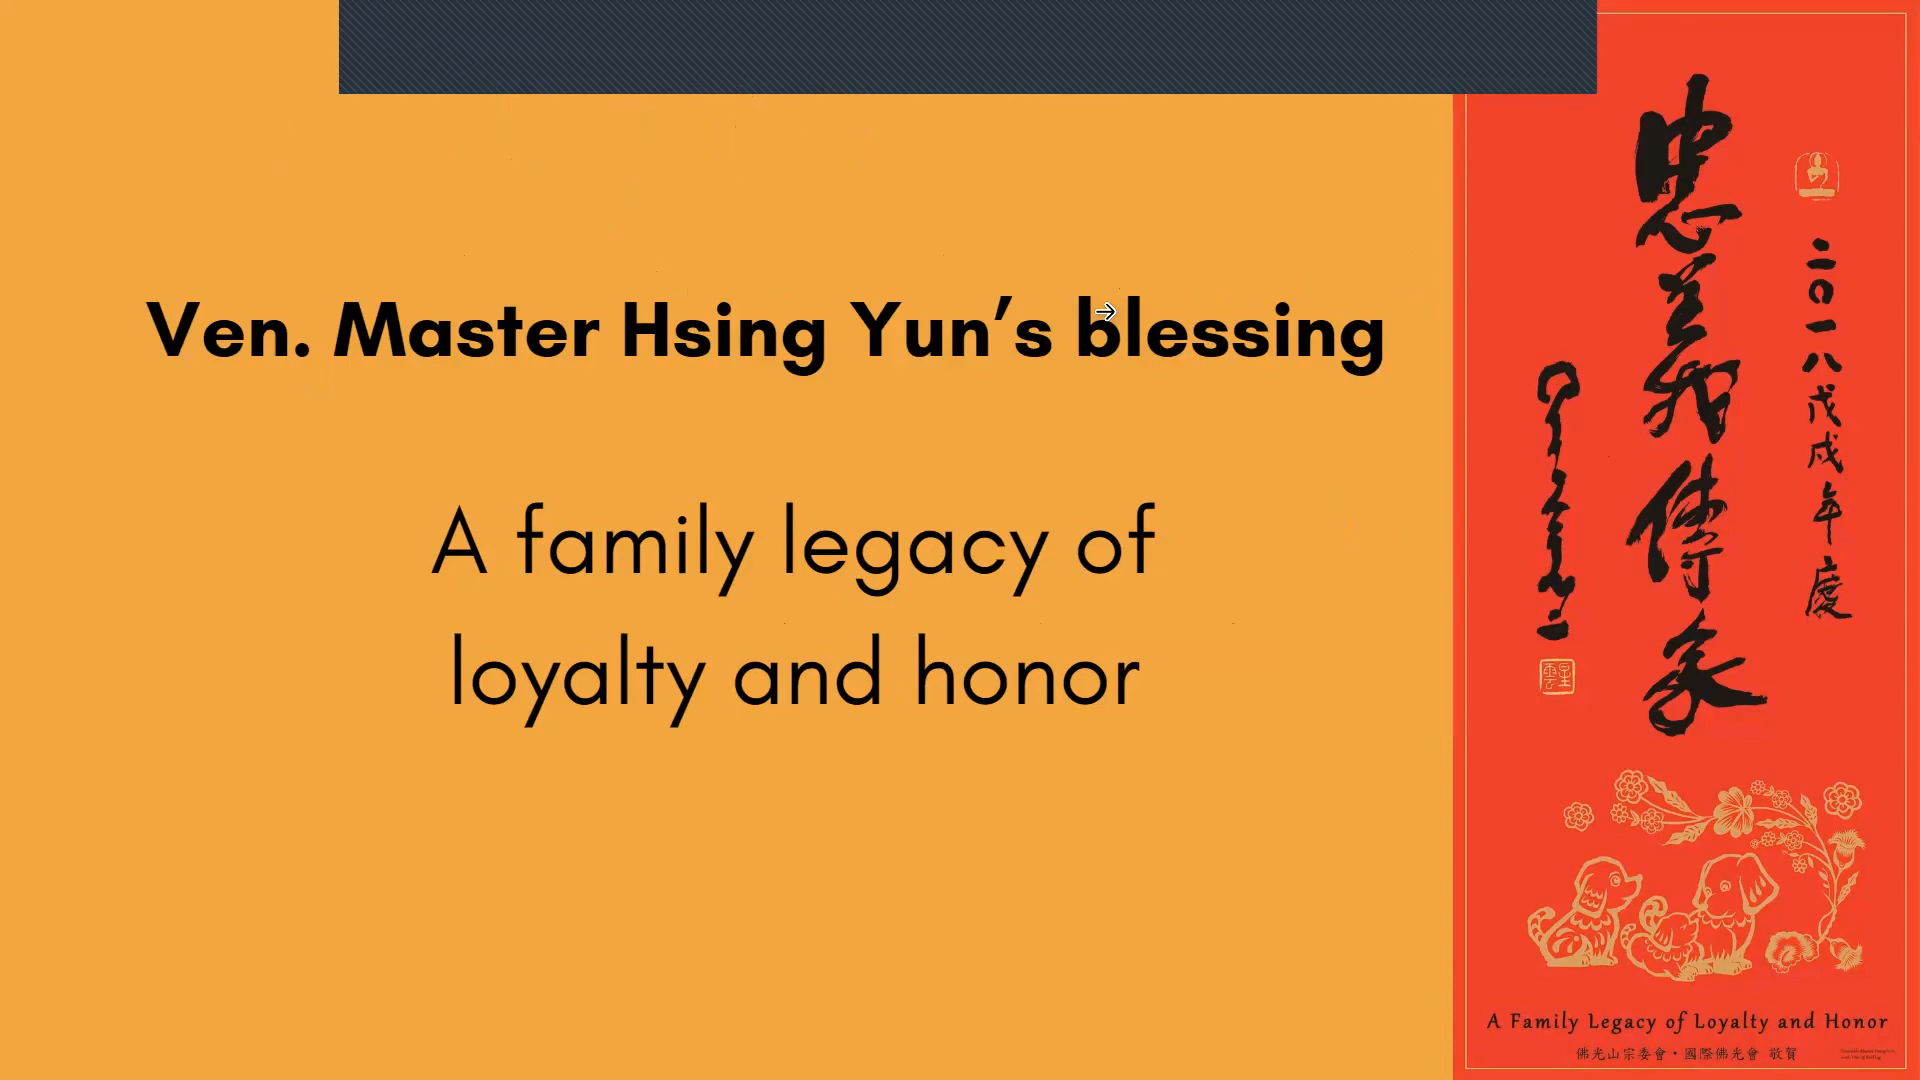 Ven. Master Hsing Yun’s blessing
A family legacy of
loyalty and honor
忠義傳家
二〇一八戊戌年度
A Family Legacy of Loyalty and Honor
佛光山宗委會・國際佛光會 敬賀